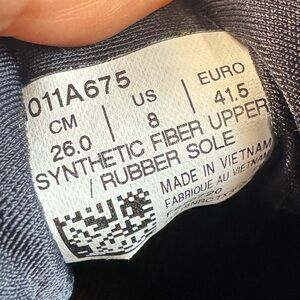 011A675
CM | US | EURO
26.0 | 8 | 41.5
SYNTHETIC FIBER UPPER
/ RUBBER SOLE
MADE IN VIETNAM
FABRIQUE AU VIETNAM